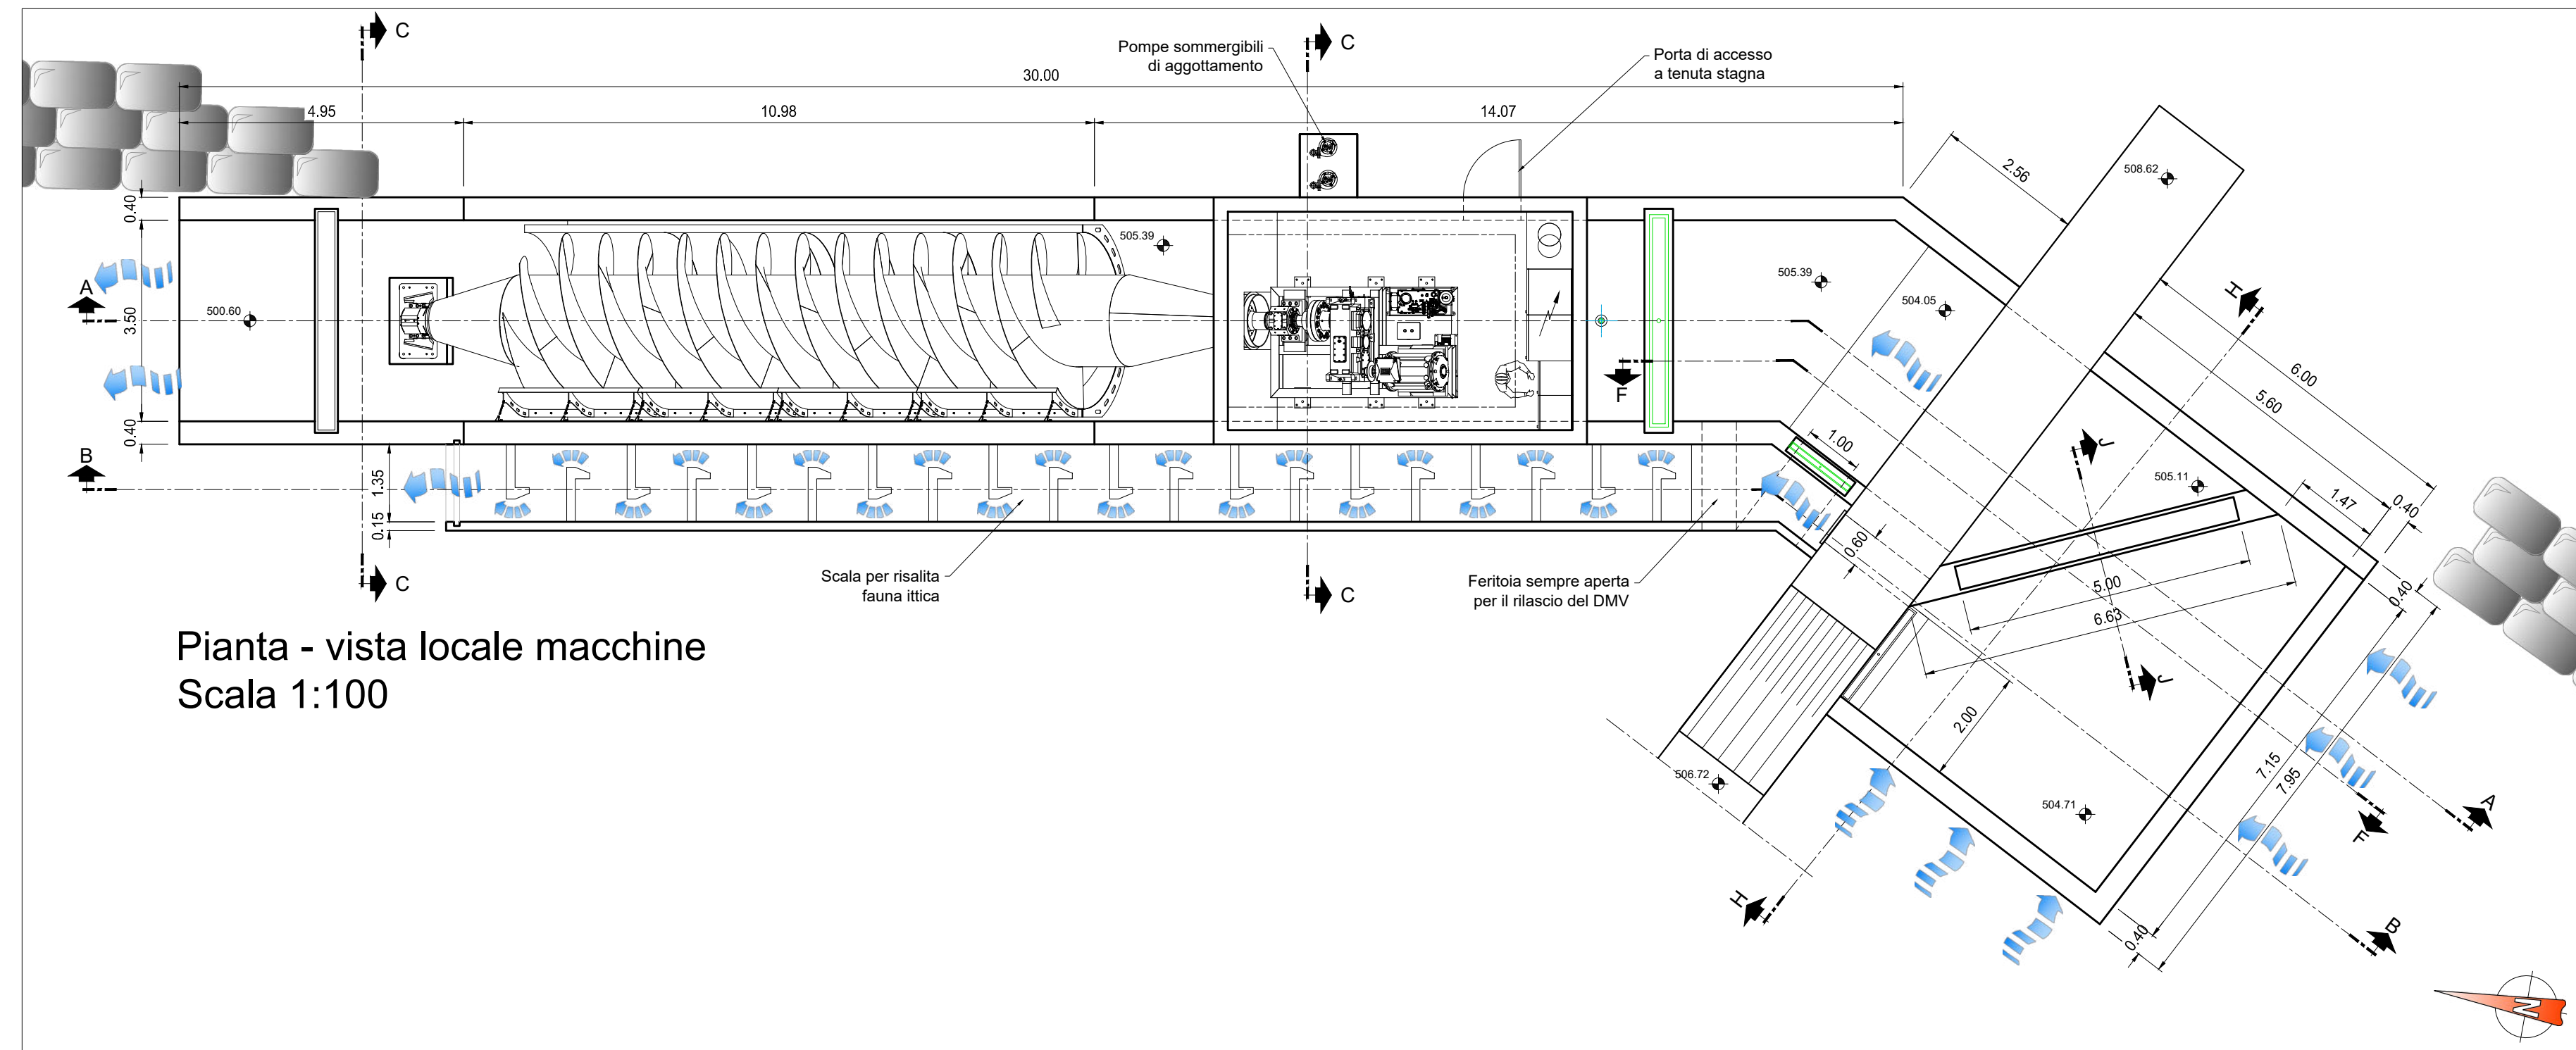 C
C
Pompe sommergibili
di aggottamento
Porta di accesso
a tenuta stagna
30.00
4.95
10.98
14.07
2.56
508.62
0.40
505.39
505.39
504.05
H
A
500.60
3.50
F
6.00
5.60
0.40
1.00
J
505.11
1.47
0.40
B
1.35
0.15
0.60
5.00
6.63
0.40
Scala per risalita
fauna ittica
Feritoia sempre aperta
per il rilascio del DMV
C
C
Pianta - vista locale macchine
Scala 1:100
J
2.00
506.72
504.71
7.15
7.95
A
F
H
B
0.40
N